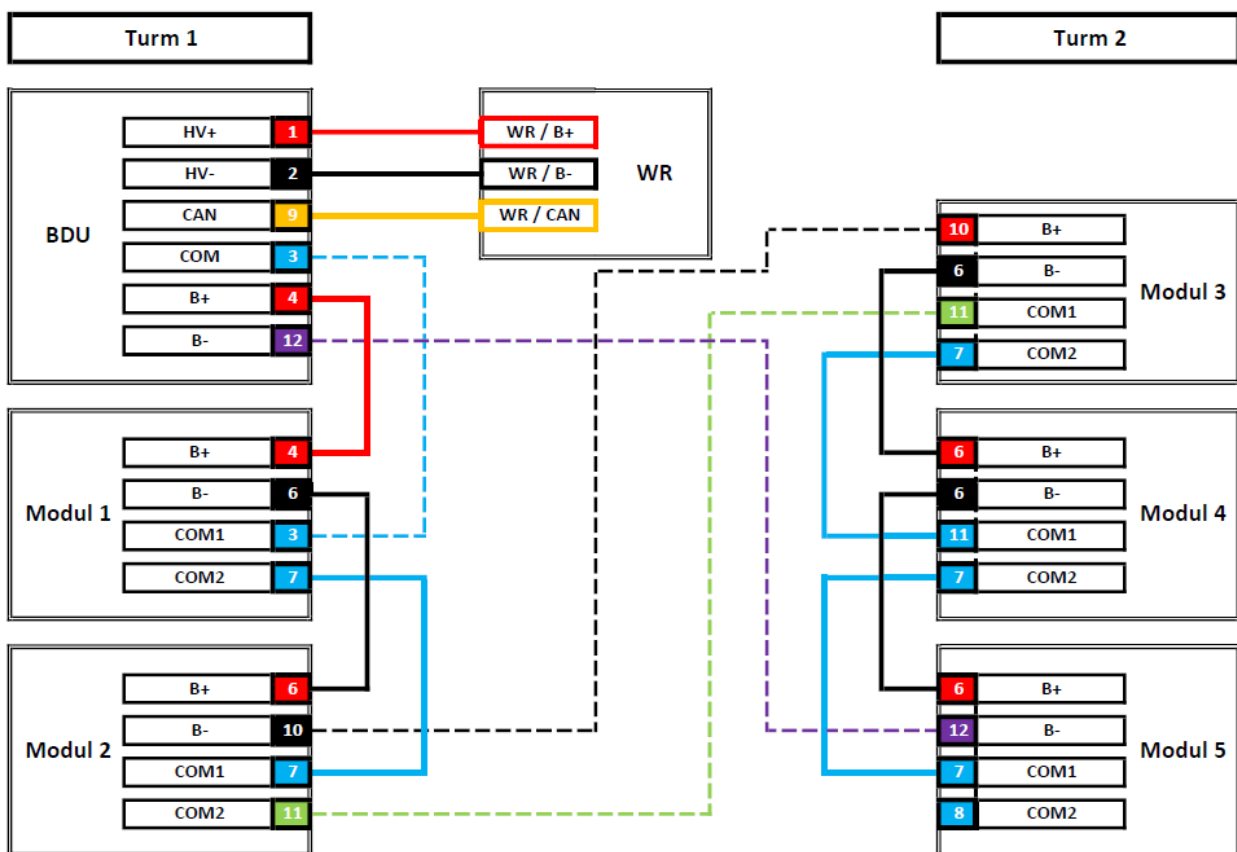 Turm 1
Turm 2
BDU
HV+ 1
HV- 2
CAN 9
COM 3
B+ 4
B- 12
WR / B+
WR / B-
WR / CAN
WR
Modul 1
B+ 4
B- 6
COM1 3
COM2 7
Modul 2
B+ 6
B- 10
COM1 7
COM2 11
10 B+
6 B-
11 COM1
7 COM2
Modul 3
6 B+
6 B-
11 COM1
7 COM2
Modul 4
6 B+
12 B-
7 COM1
8 COM2
Modul 5